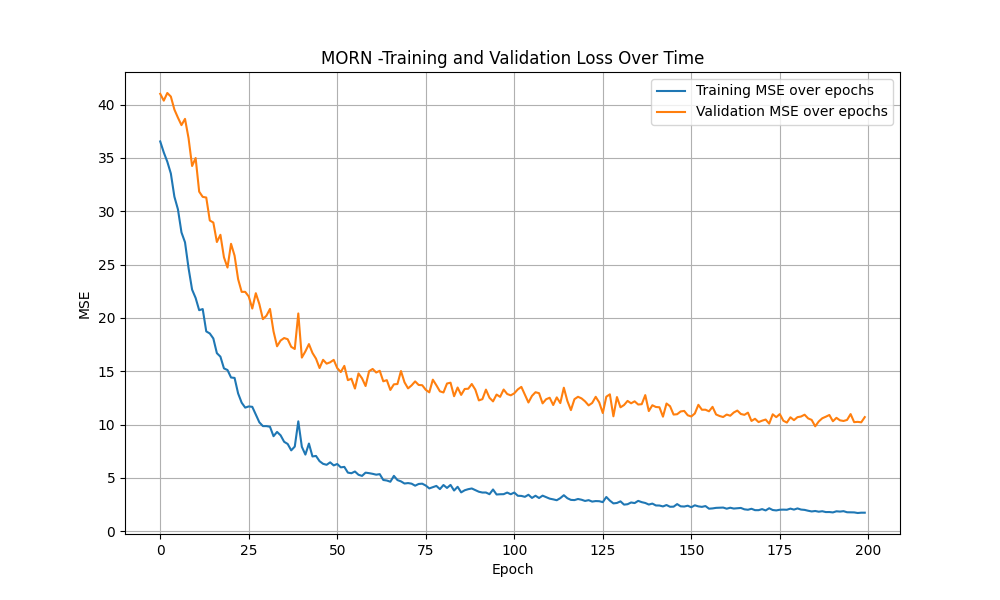 MORN -Training and Validation Loss Over Time
Training MSE over epochs
Validation MSE over epochs
MSE
40
35
30
25
20
15
10
5
0
0 25 50 75 100 125 150 175 200
Epoch